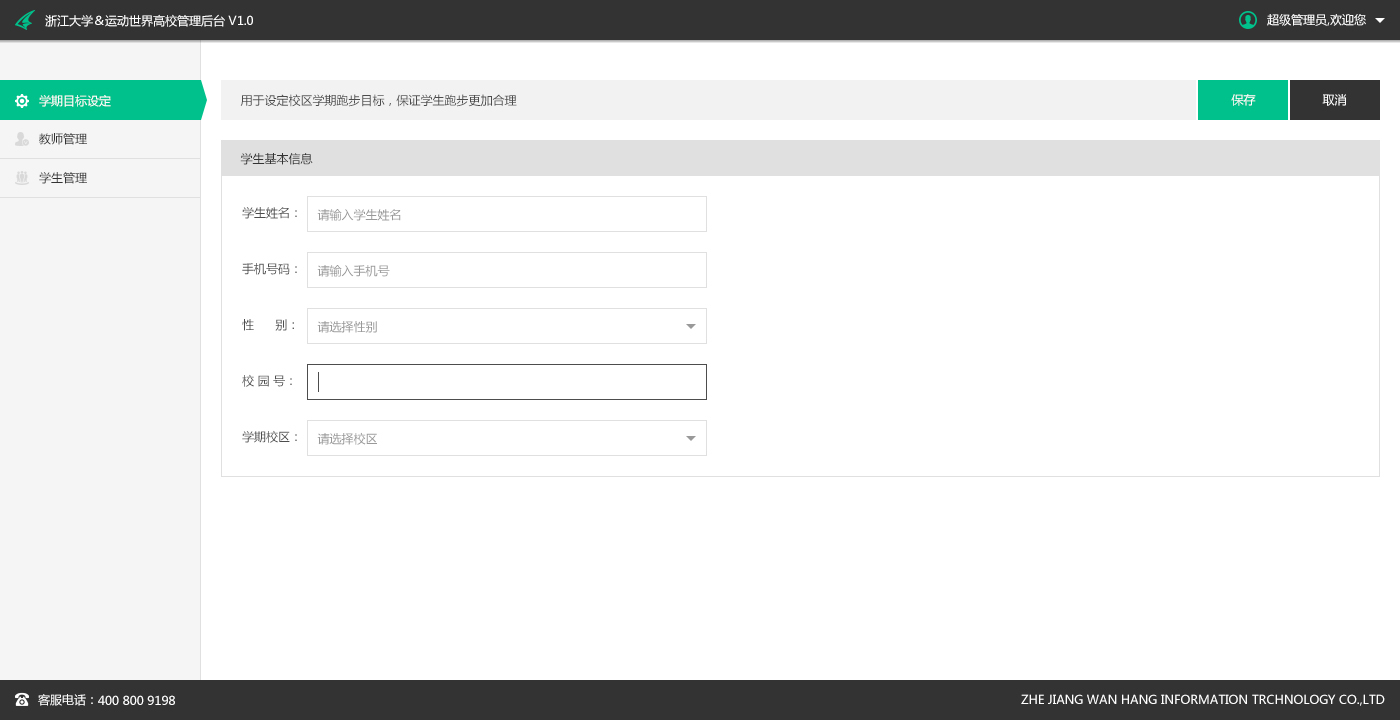 浙江大学&运动世界高校管理后台 V1.0
超级管理员,欢迎您
学期目标设定
教师管理
学生管理
用于设定校区学期跑步目标，保证学生跑步更加合理
保存
取消
学生基本信息
学生姓名： 请输入学生姓名
手机号码： 请输入手机号
性 别： 请选择性别
校 园 号：
学期校区： 请选择校区
客服电话：400 800 9198
ZHE JIANG WAN HANG INFORMATION TRCHNOLOGY CO.,LTD